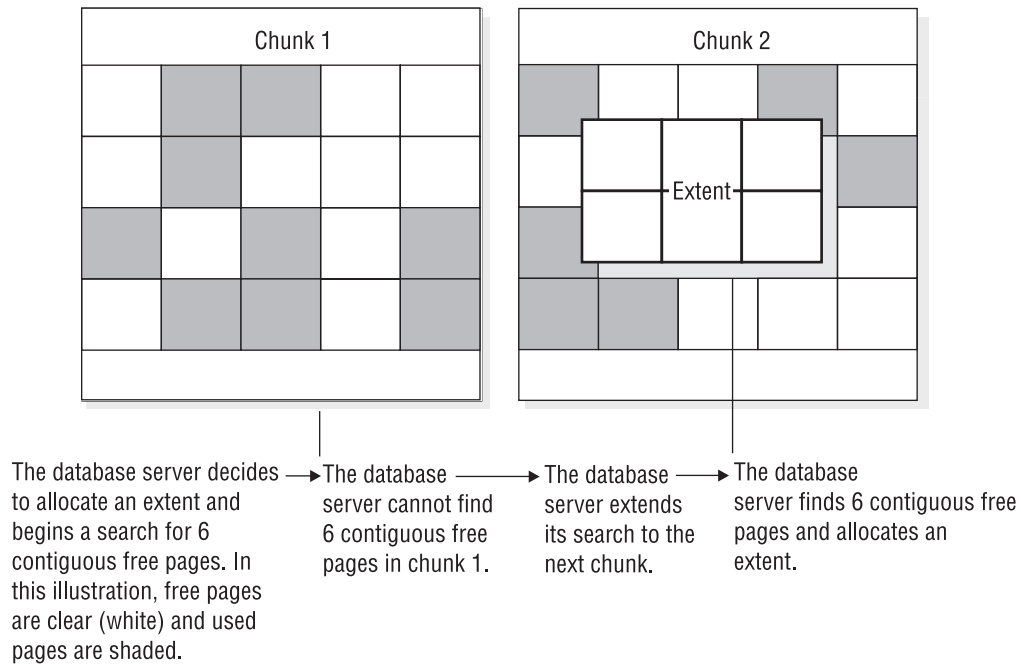 Chunk 1
Chunk 2
Extent
The database server decides
to allocate an extent and
begins a search for 6
contiguous free pages. In
this illustration, free pages
are clear (white) and used
pages are shaded.
The database
server cannot find
6 contiguous free
pages in chunk 1.
The database
server extends
its search to the
next chunk.
The database
server finds 6 contiguous free
pages and allocates an
extent.